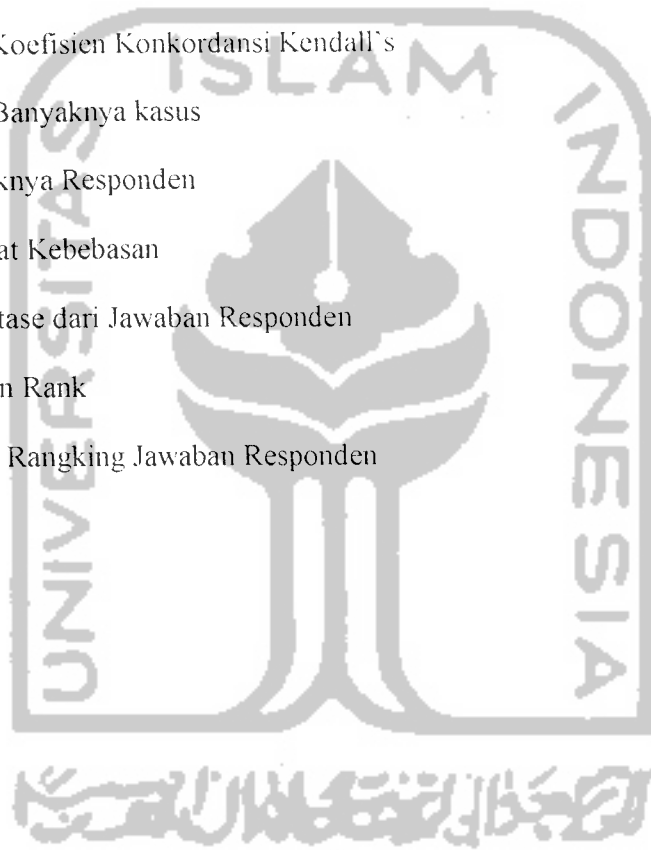 Koefisien Konkordansi Kendall`s
Banyaknya kasus
knya Responden
at Kebebasan
tase dari Jawaban Responden
n Rank
Rangking Jawaban Responden
ISLAM
UNIVERSITAS
INDONESIA